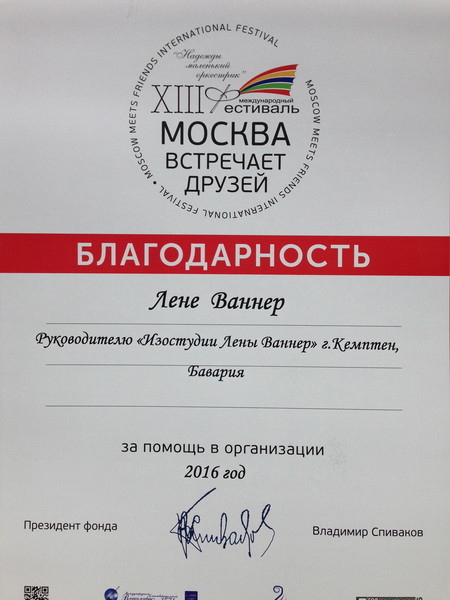 MOSCOW MEETS FRIENDS INTERNATIONAL FESTIVAL • MOSCOW MEETS FRIENDS INTERNATIONAL FESTIVAL
"Надежды
маленький
оркестрик"
XIII международный
Фестиваль
МОСКВА
ВСТРЕЧАЕТ
ДРУЗЕЙ
БЛАГОДАРНОСТЬ
Лене Ваннер
Руководителю «Изостудии Лены Ваннер» г.Кемптен,
Бавария
за помощь в организации
2016 год
Президент фонда
Владимир Спиваков